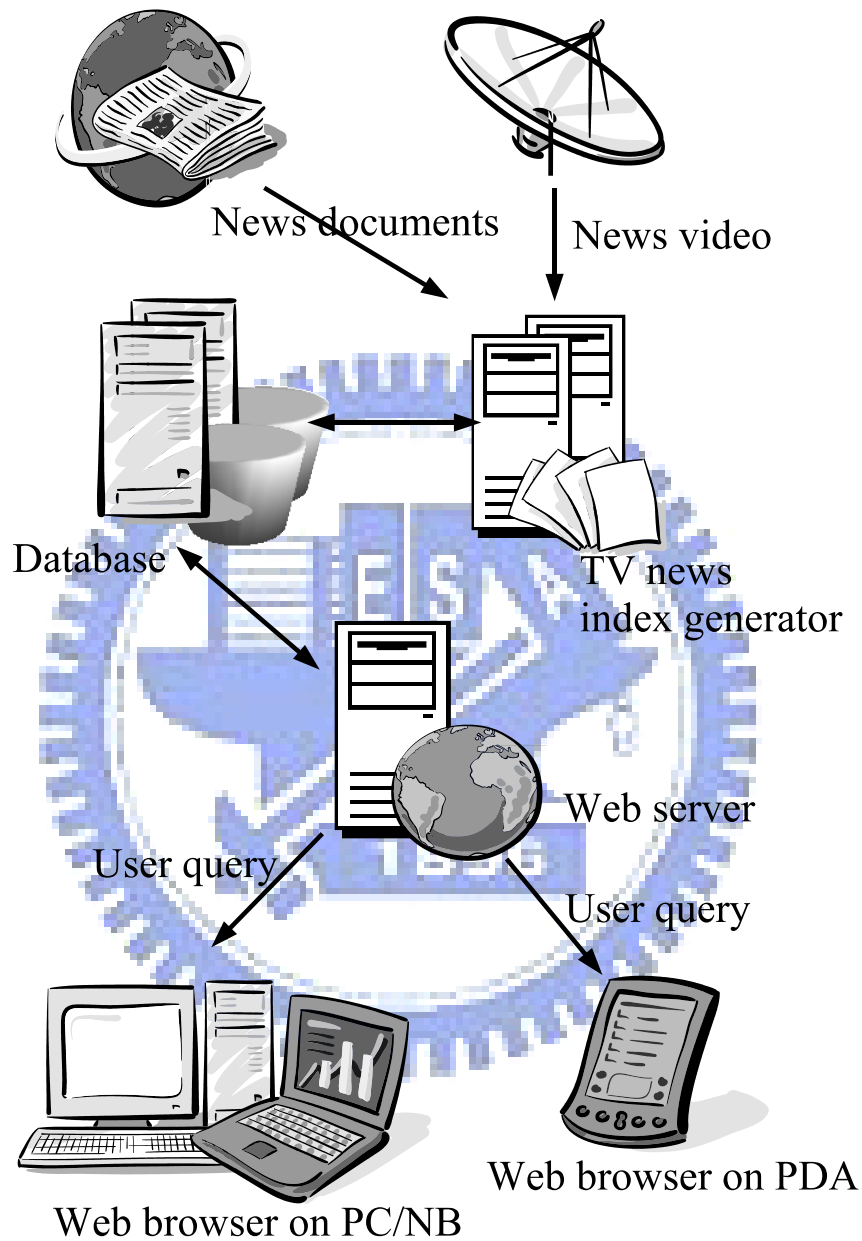 News documents
News video
Database
TV news
index generator
Web server
User query
User query
Web browser on PDA
Web browser on PC/NB
E S A
1896